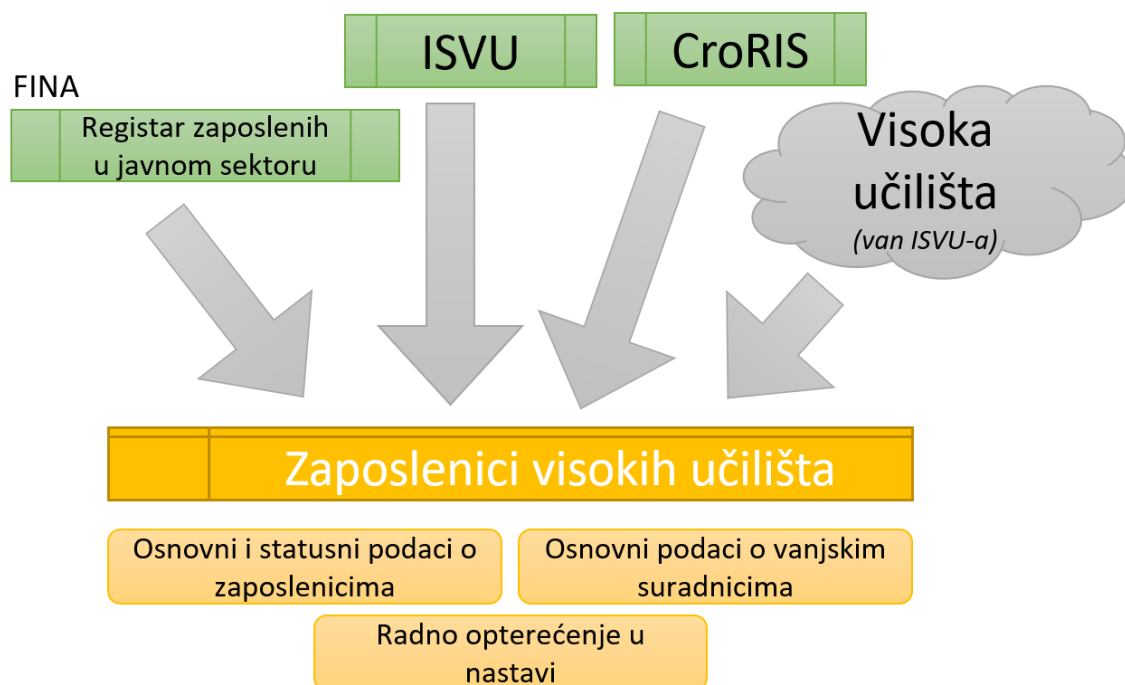 ISVU
CroRIS
FINA
Registar zaposlenih
u javnom sektoru
Visoka
učilišta
(van ISVU-a)
Zaposlenici visokih učilišta
Osnovni i statusni podaci o
zaposlenicima
Osnovni podaci o vanjskim
suradnicima
Radno opterećenje u
nastavi